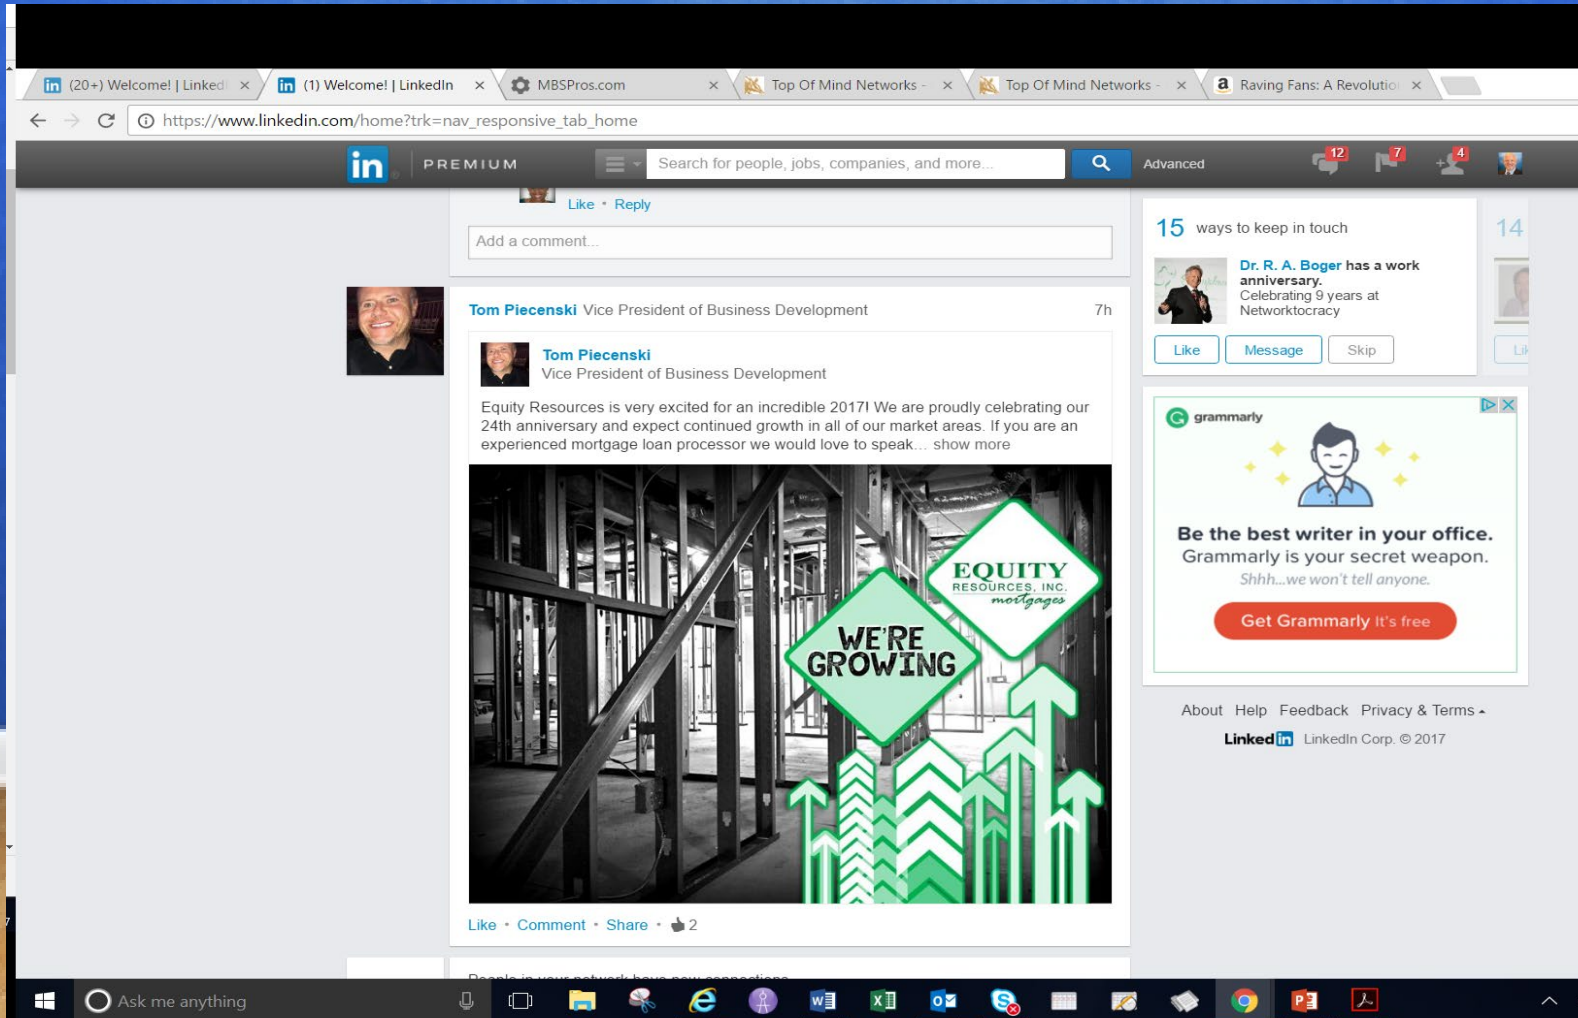 (20+) Welcome! | Linked
(1) Welcome! | LinkedIn
MBSPros.com
Top Of Mind Networks -
Top Of Mind Networks -
Raving Fans: A Revolutio
https://www.linkedin.com/home?trk=nav_responsive_tab_home
in
PREMIUM
Search for people, jobs, companies, and more...
Advanced
12
7
4
Like • Reply
Add a comment...
Tom Piecenski Vice President of Business Development
7h
Tom Piecenski
Vice President of Business Development
Equity Resources is very excited for an incredible 2017! We are proudly celebrating our
24th anniversary and expect continued growth in all of our market areas. If you are an
experienced mortgage loan processor we would love to speak... show more
EQUITY
RESOURCES, INC.
mortgages
WE'RE
GROWING
Like • Comment • Share • 2
15 ways to keep in touch
14
Dr. R. A. Boger has a work
anniversary.
Celebrating 9 years at
Networktocracy
Like
Message
Skip
grammarly
Be the best writer in your office.
Grammarly is your secret weapon.
Shhh...we won't tell anyone.
Get Grammarly It's free
About Help Feedback Privacy & Terms
Linked in LinkedIn Corp. © 2017
Ask me anything